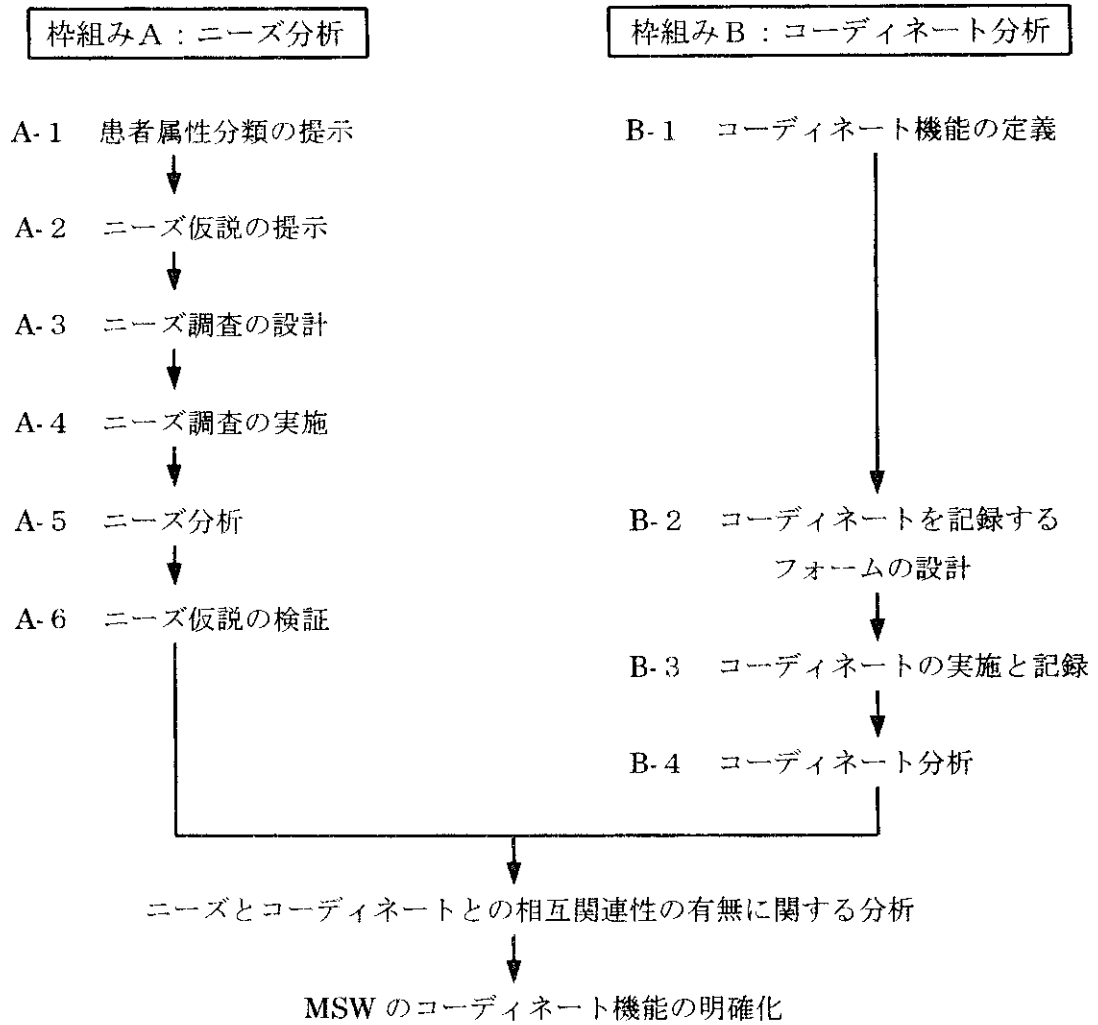 枠組みA：ニーズ分析
A-1 患者属性分類の提示
A-2 ニーズ仮説の提示
A-3 ニーズ調査の設計
A-4 ニーズ調査の実施
A-5 ニーズ分析
A-6 ニーズ仮説の検証
枠組みB：コーディネート分析
B-1 コーディネート機能の定義
B-2 コーディネートを記録する
フォームの設計
B-3 コーディネートの実施と記録
B-4 コーディネート分析
ニーズとコーディネートとの相互関連性の有無に関する分析
MSWのコーディネート機能の明確化